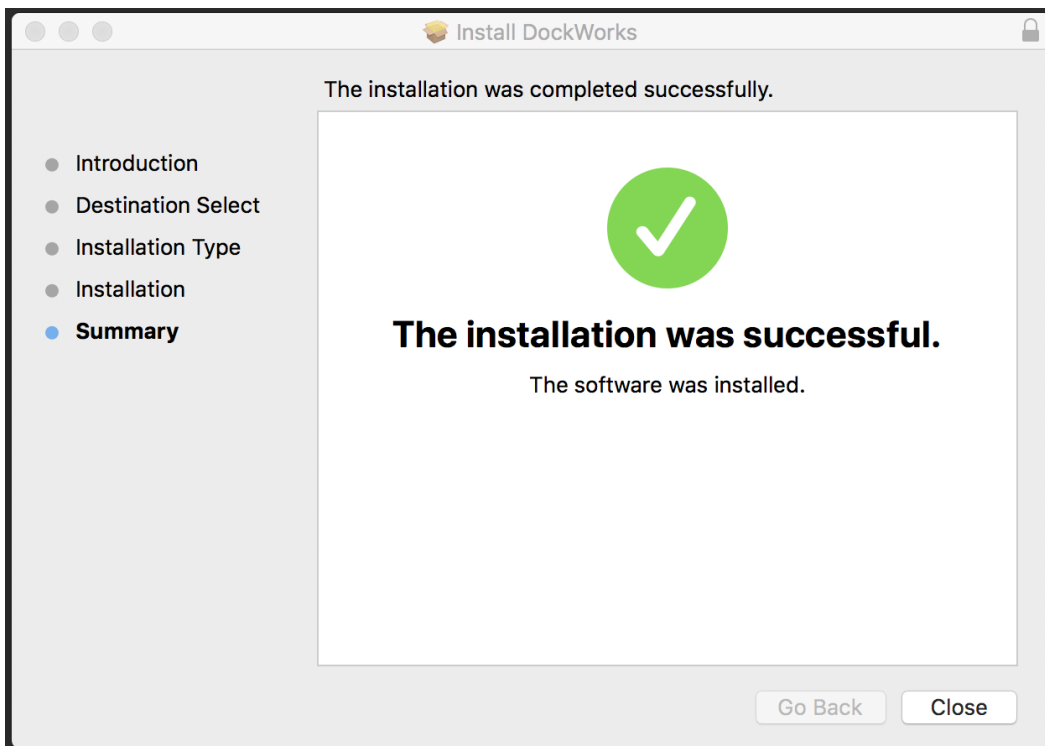 Install DockWorks
The installation was completed successfully.
Introduction
Destination Select
Installation Type
Installation
Summary
The installation was successful.
The software was installed.
Go Back
Close